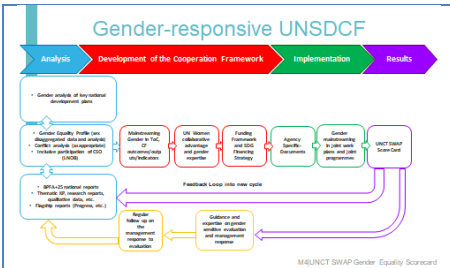 Gender-responsive UNSDCF
Analysis
Development of the Cooperation Framework
Implementation
Results
• Gender analysis of key national
development plans
• Gender Equality Profile (sex
disaggregated data and analysis)
• Conflict analysis (as appropriate)
• Inclusive participation of CSO
(UNDG)
• BPFA+25 national reports
• Thematic KP, research reports,
qualitative data, etc.
• Flagship reports (Progress, etc.)
Mainstreaming
Gender in ToC,
CF
outcomes/outp
uts/indicators
UN Women
collaborative
advantage and
gender expertise
Funding
Framework
and SDG
Financing
Strategy
Agency
Specific
Documents
Gender
mainstreaming
in joint work
plans and joint
programmes
UNCT SWAP
Score Card
Feedback Loop into new cycle
Regular
follow up on
the
management
response to
evaluation
Guidance and
expertise on gender
sensitive evaluation
and management
response
M4|UNCT SWAP Gender Equality Scorecard